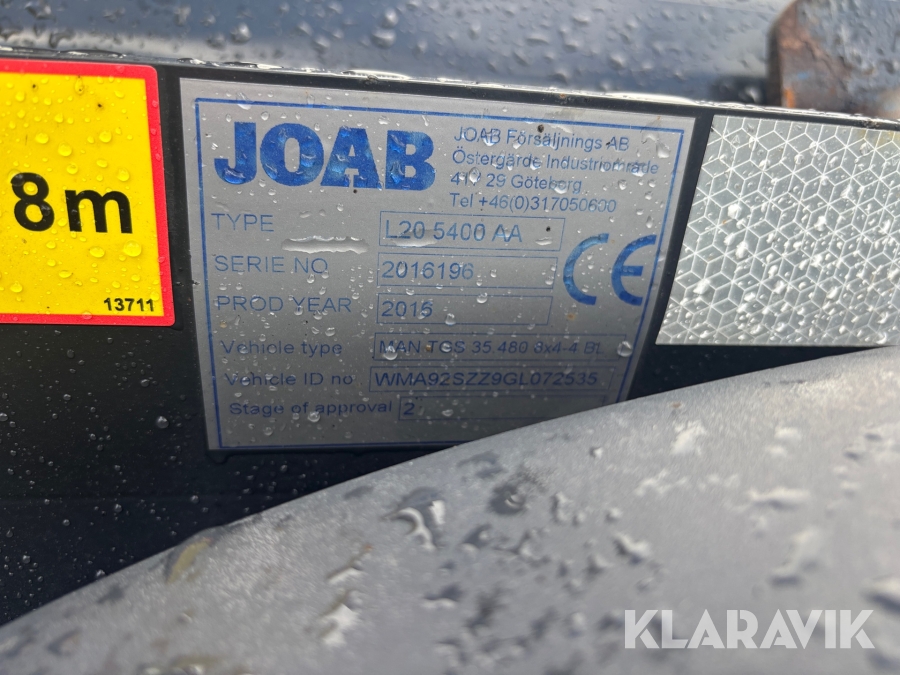 8m
13711
JOAB
JOAB Försäljnings AB
Östergärde Industriområde
417 29 Göteborg
Tel +46(0)317050600
TYPE L20 5400 AA
SERIE NO 2016196
PROD YEAR 2015
CE
Vehicle type MAN TGS 35.480 8x4-4 BL
Vehicle ID no WMA92SZZ9GL072535
Stage of approval 2
KLARAVIK